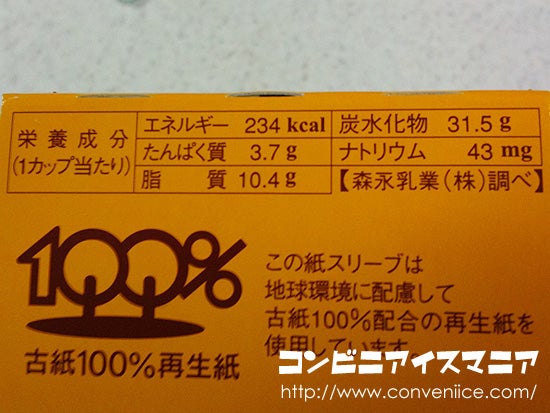 栄養成分
(1カップ当たり)
エネルギー 234 kcal 炭水化物 31.5 g
たんぱく質 3.7 g ナトリウム 43 mg
脂質 10.4 g 【森永乳業(株)調べ】
100%
古紙100%再生紙
この紙スリーブは
地球環境に配慮して
古紙100%配合の再生紙を
使用しています。
コンビニアイスマニア
http://www.conveniice.com/